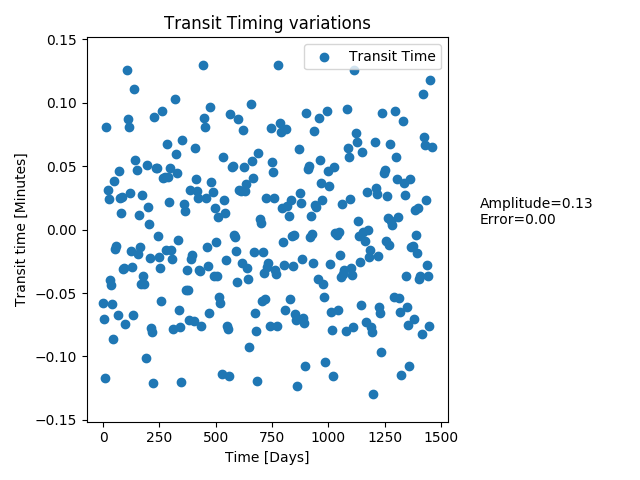 Transit Timing variations
Transit Time
0.15
0.10
0.05
0.00
−0.05
−0.10
−0.15
Transit time [Minutes]
Amplitude=0.13
Error=0.00
0 250 500 750 1000 1250 1500
Time [Days]